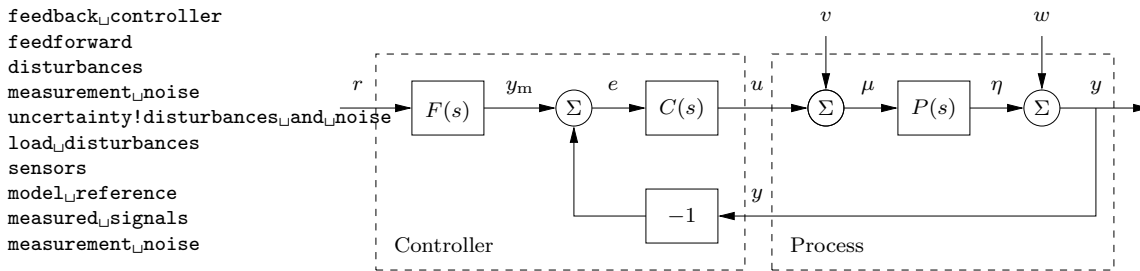 feedback␣controller
feedforward
disturbances
measurement␣noise
uncertainty!disturbances␣and␣noise
load␣disturbances
sensors
model␣reference
measured␣signals
measurement␣noise
v w
r y_m e u μ η y
F(s) Σ C(s) Σ P(s) Σ
y
−1
Controller Process